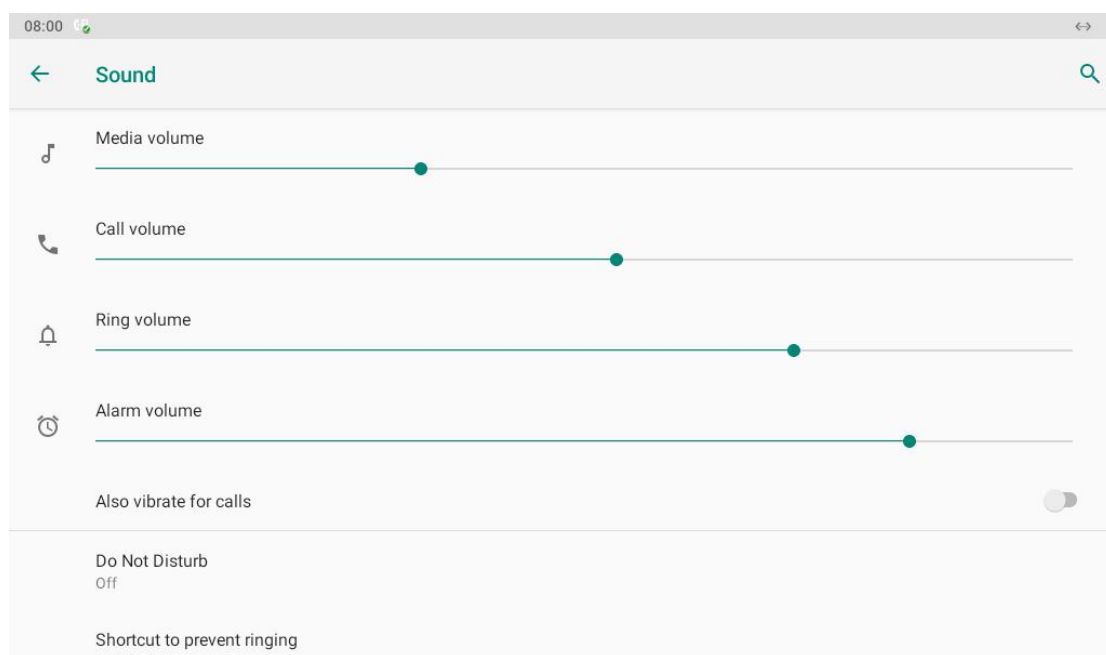 08:00
Sound
Media volume
Call volume
Ring volume
Alarm volume
Also vibrate for calls
Do Not Disturb
Off
Shortcut to prevent ringing